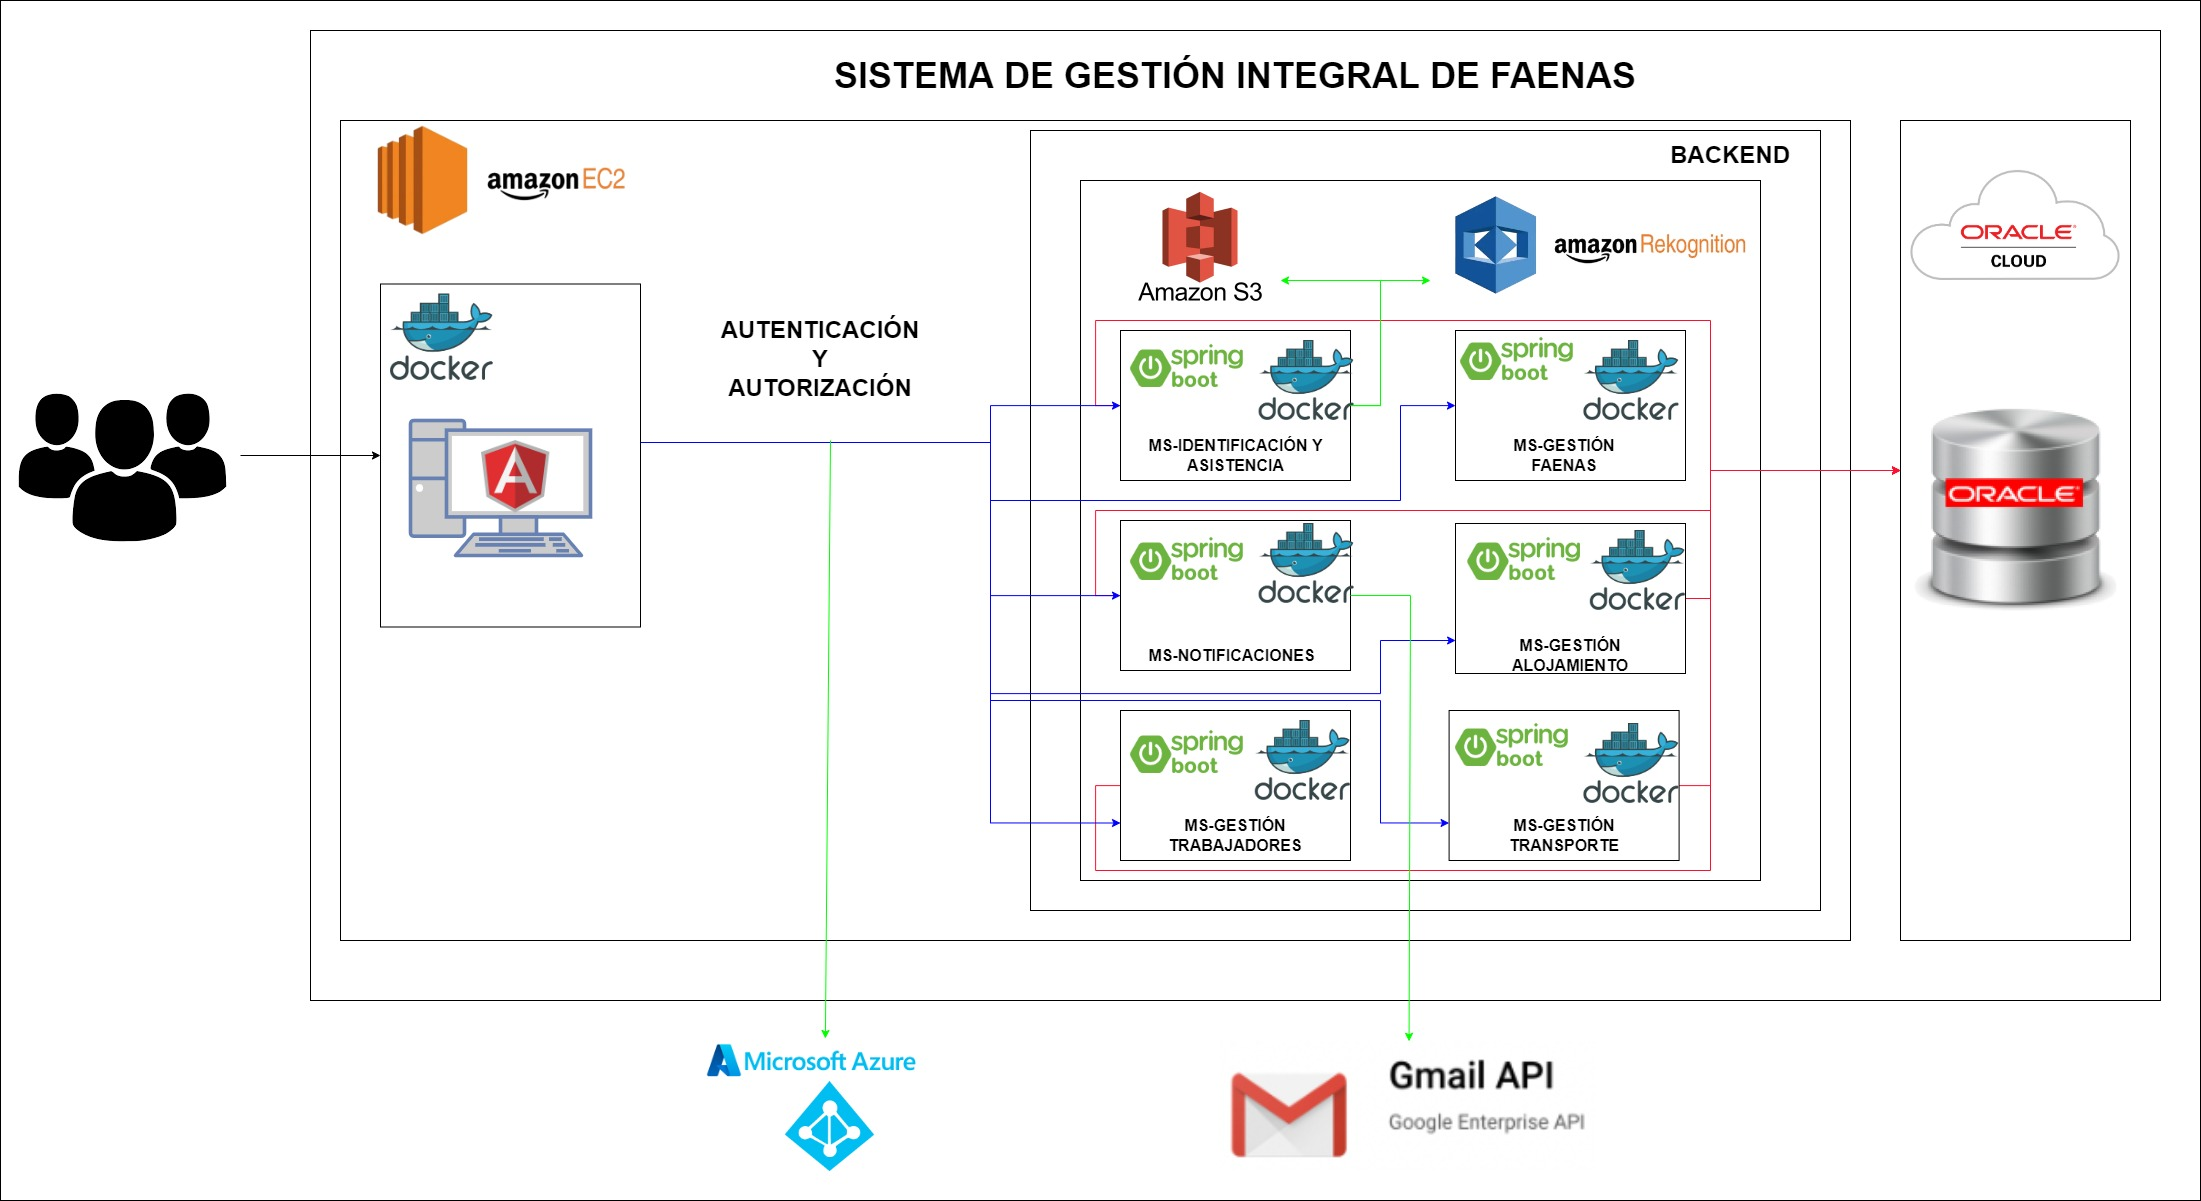 SISTEMA DE GESTIÓN INTEGRAL DE FAENAS
amazon EC2
BACKEND
Amazon S3
amazon Rekognition
ORACLE
CLOUD
docker
AUTENTICACIÓN
Y
AUTORIZACIÓN
spring
boot
docker
MS-IDENTIFICACIÓN Y
ASISTENCIA
spring
boot
docker
MS-GESTIÓN
FAENAS
ORACLE
spring
boot
docker
MS-NOTIFICACIONES
spring
boot
docker
MS-GESTIÓN
ALOJAMIENTO
spring
boot
docker
MS-GESTIÓN
TRABAJADORES
spring
boot
docker
MS-GESTIÓN
TRANSPORTE
Microsoft Azure
Gmail API
Google Enterprise API